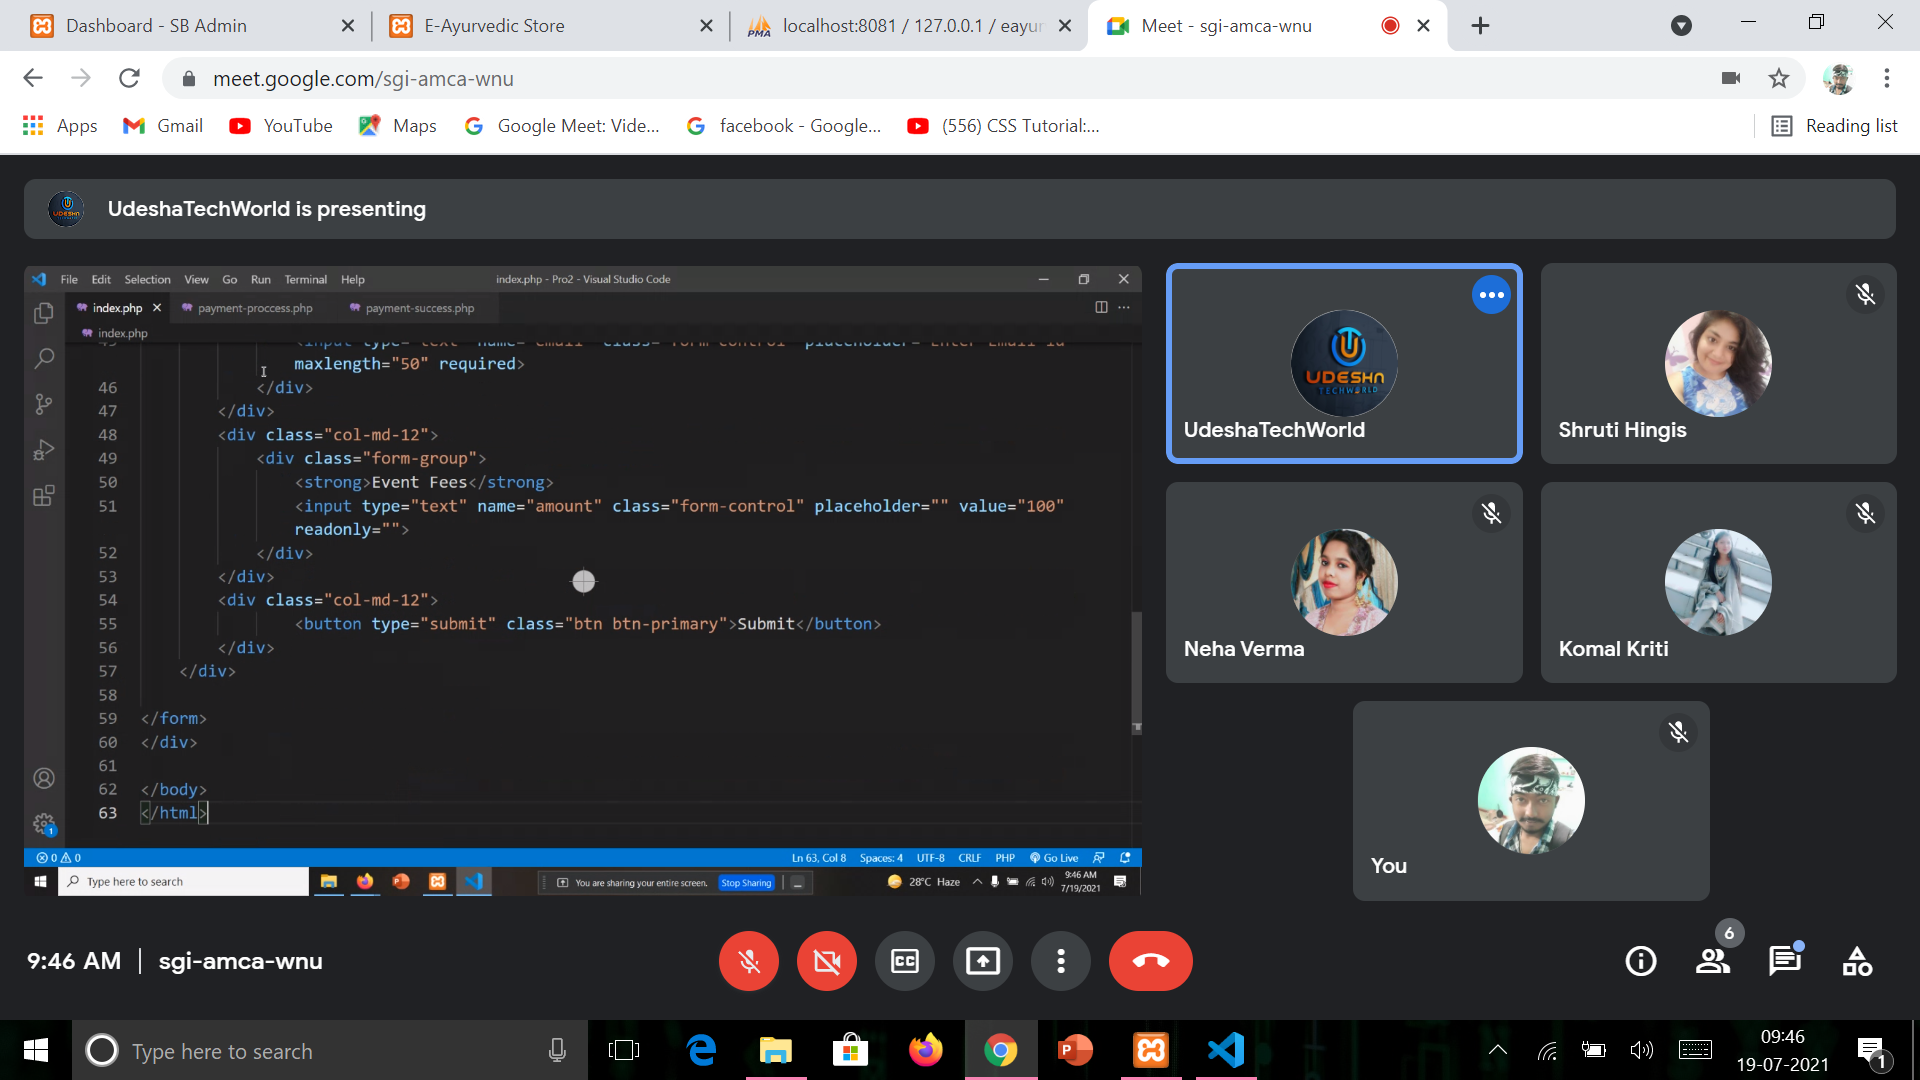 Dashboard - SB Admin
E-Ayurvedic Store
localhost:8081 / 127.0.0.1 / eayur
Meet - sgi-amca-wnu
meet.google.com/sgi-amca-wnu
Apps
Gmail
YouTube
Maps
Google Meet: Vide...
facebook - Google...
(556) CSS Tutorial:...
Reading list
UdeshaTechWorld is presenting
File Edit Selection View Go Run Terminal Help
index.php - Pro2 - Visual Studio Code
index.php
payment-proccess.php
payment-success.php
index.php
maxlength="50" required>
46 </div>
47 </div>
48 <div class="col-md-12">
49 <div class="form-group">
50 <strong>Event Fees</strong>
51 <input type="text" name="amount" class="form-control" placeholder="" value="100"
readonly="">
52 </div>
53 </div>
54 <div class="col-md-12">
55 <button type="submit" class="btn btn-primary">Submit</button>
56 </div>
57 </div>
58
59 </form>
60 </div>
61
62 </body>
63 </html>
0 0
Ln 63, Col 8 Spaces: 4 UTF-8 CRLF PHP Go Live
Type here to search
You are sharing your entire screen.
Stop Sharing
28°C Haze
9:46 AM
7/19/2021
UDESHA
TECHWORLD
UdeshaTechWorld
Shruti Hingis
Neha Verma
Komal Kriti
You
9:46 AM | sgi-amca-wnu
6
Type here to search
09:46
19-07-2021
1